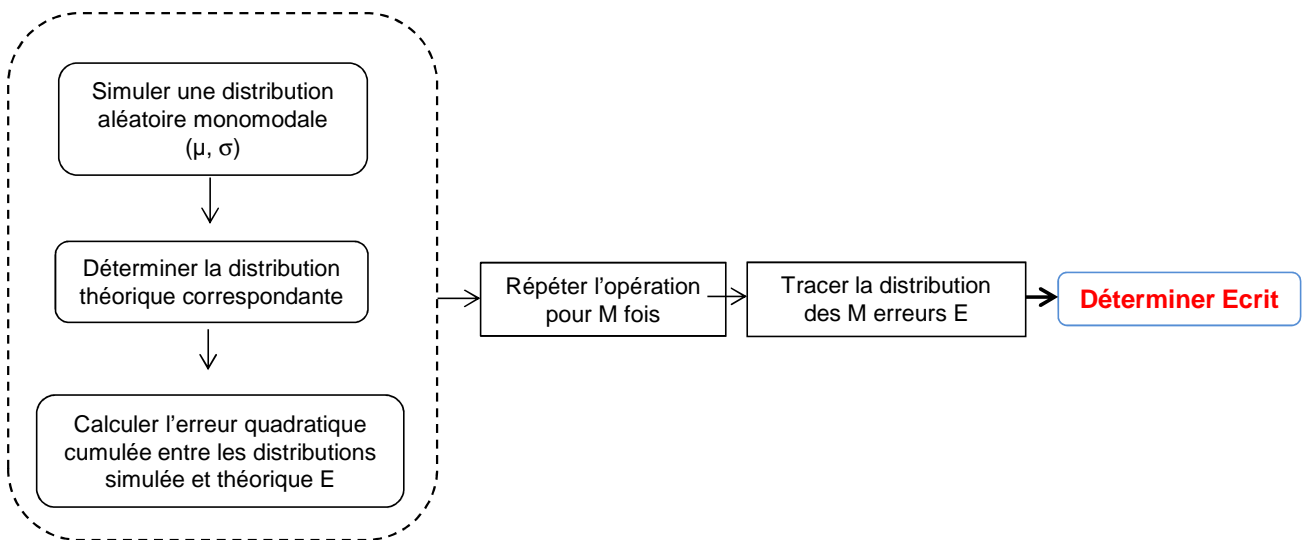 Simuler une distribution
aléatoire monomodale
(µ, σ)
Déterminer la distribution
théorique correspondante
Calculer l'erreur quadratique
cumulée entre les distributions
simulée et théorique E
Répéter l'opération
pour M fois
Tracer la distribution
des M erreurs E
Déterminer Ecrit